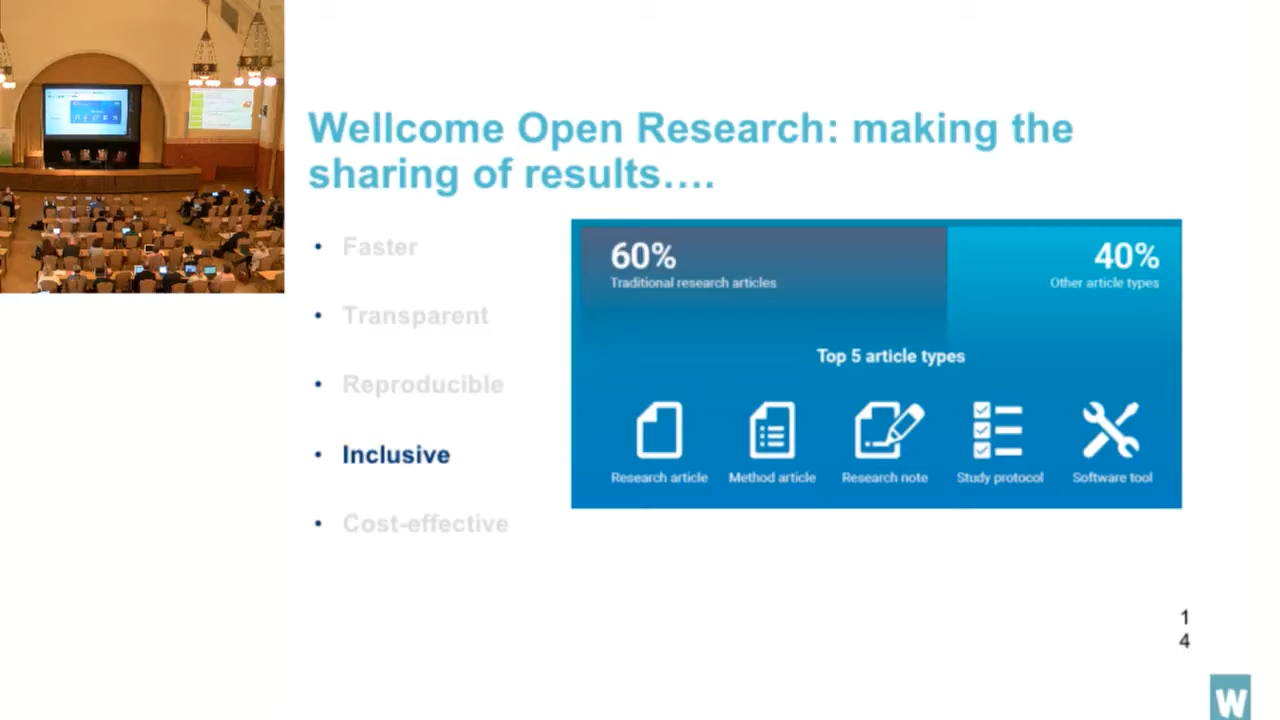 Wellcome Open Research: making the
sharing of results....
• Faster
• Transparent
• Reproducible
• Inclusive
• Cost-effective
60%
Traditional research articles
40%
Other article types
Top 5 article types
Research article
Method article
Research note
Study protocol
Software tool
1
4
W